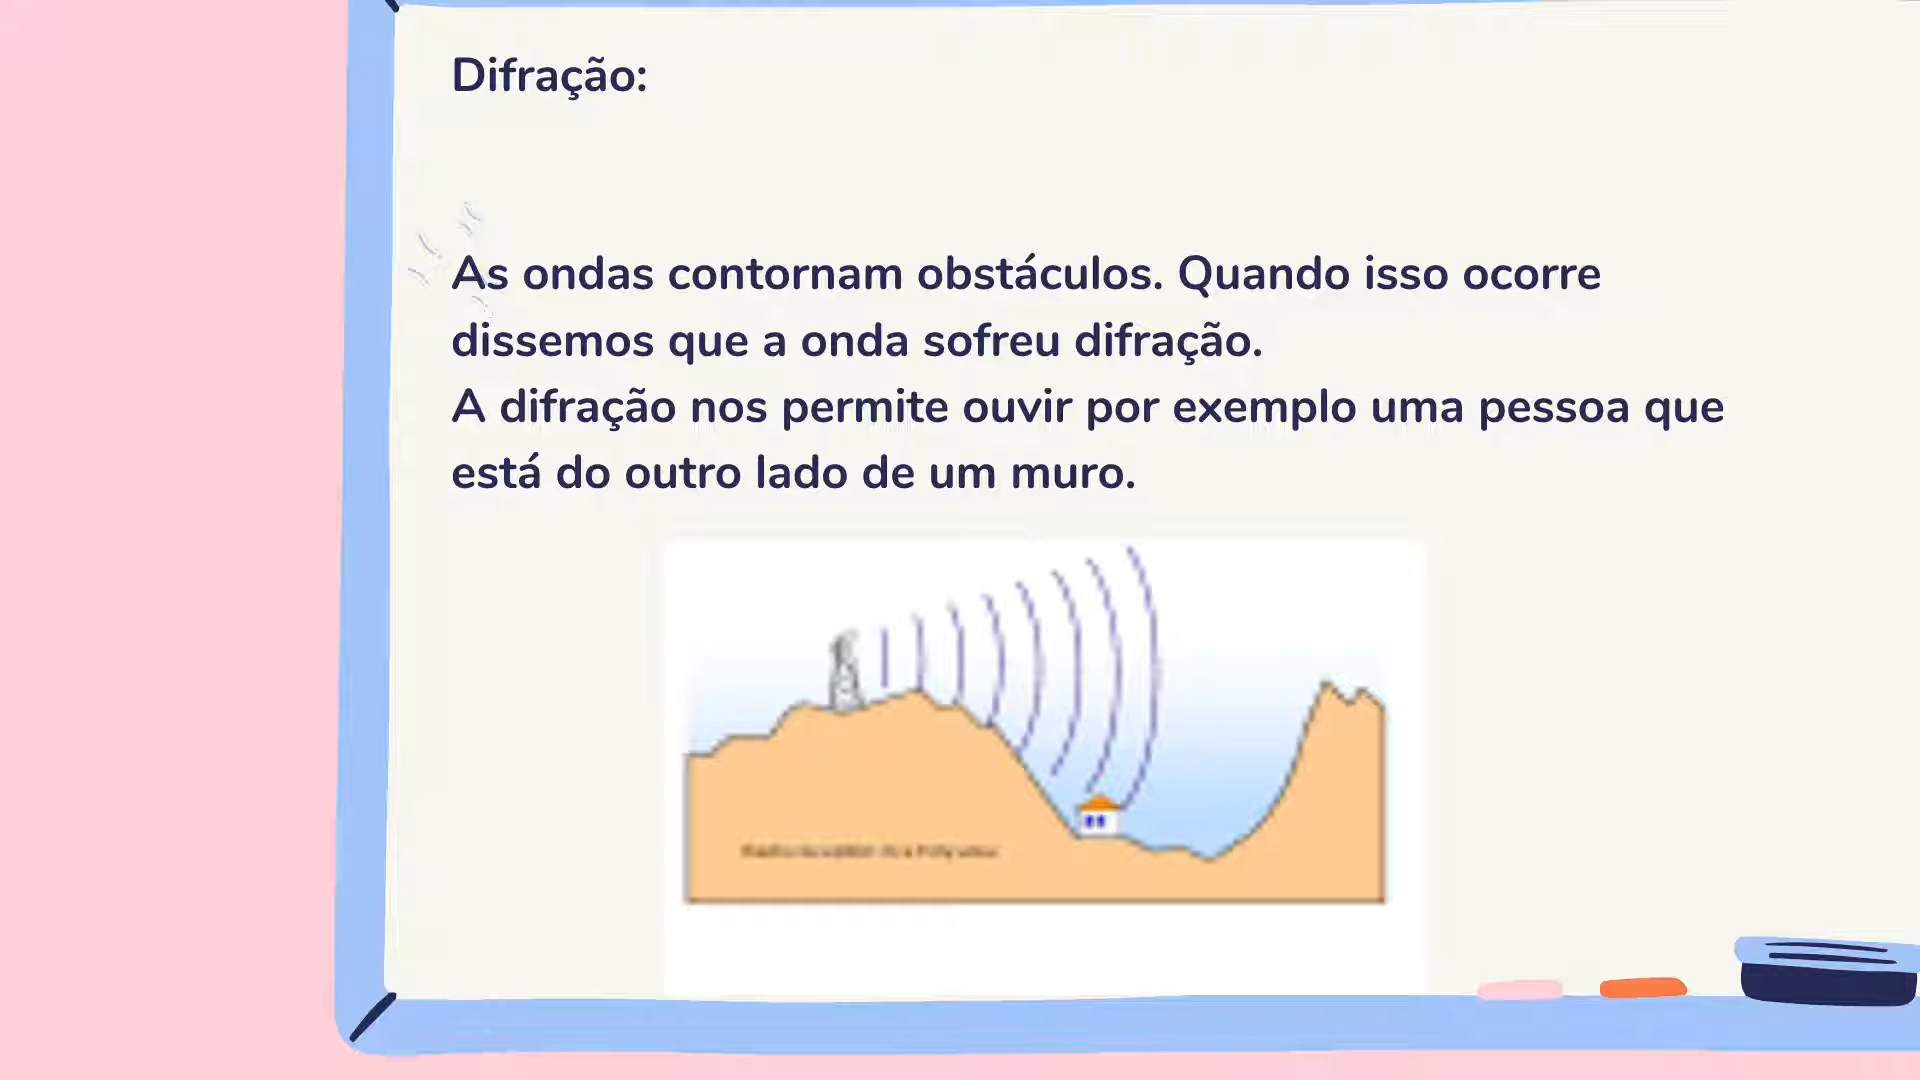 Difração:
As ondas contornam obstáculos. Quando isso ocorre
dissemos que a onda sofreu difração.
A difração nos permite ouvir por exemplo uma pessoa que
está do outro lado de um muro.